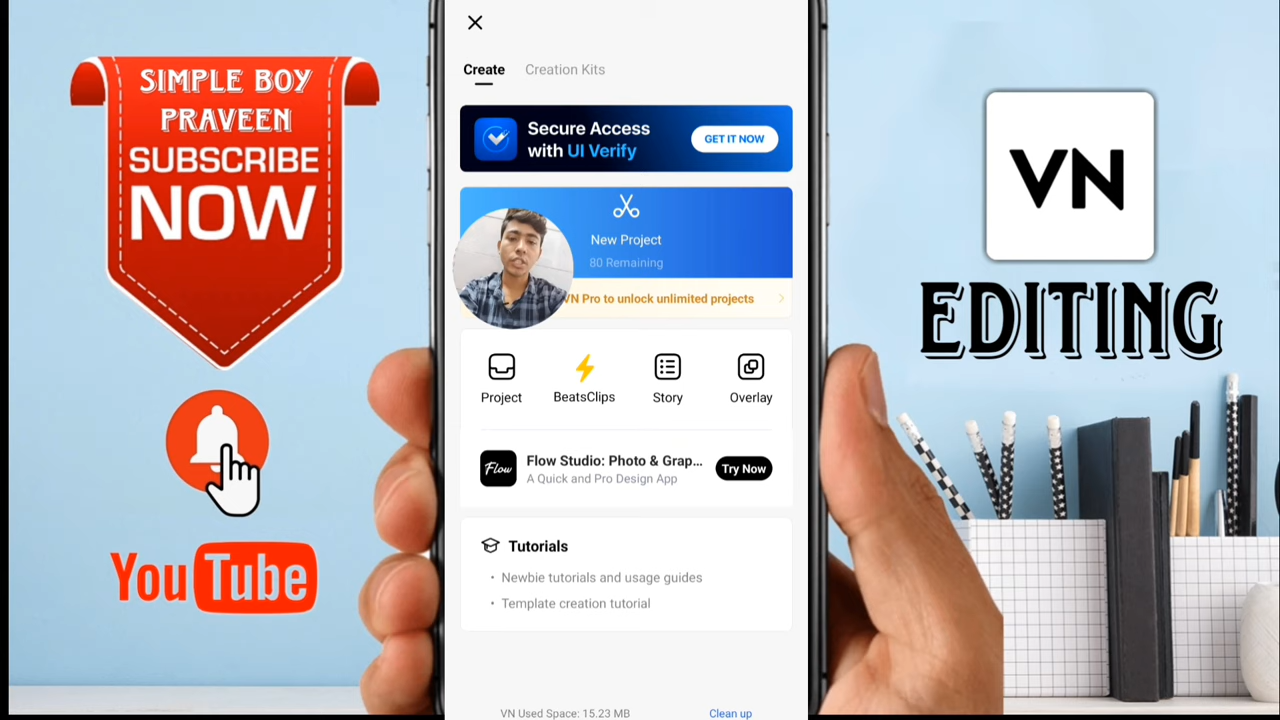 SIMPLE BOY
PRAVEEN
SUBSCRIBE
NOW
YouTube
Create
Creation Kits
Secure Access
with UI Verify
GET IT NOW
New Project
80 Remaining
VN Pro to unlock unlimited projects
Project
BeatsClips
Story
Overlay
Flow
Flow Studio: Photo & Grap...
A Quick and Pro Design App
Try Now
Tutorials
· Newbie tutorials and usage guides
· Template creation tutorial
VN Used Space: 15.23 MB
Clean up
VN
EDITING